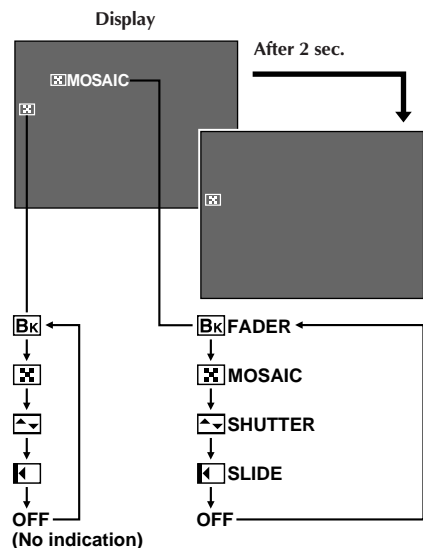 Display
After 2 sec.
MOSAIC
BK BK FADER
MOSAIC
SHUTTER
SLIDE
OFF OFF
(No indication)